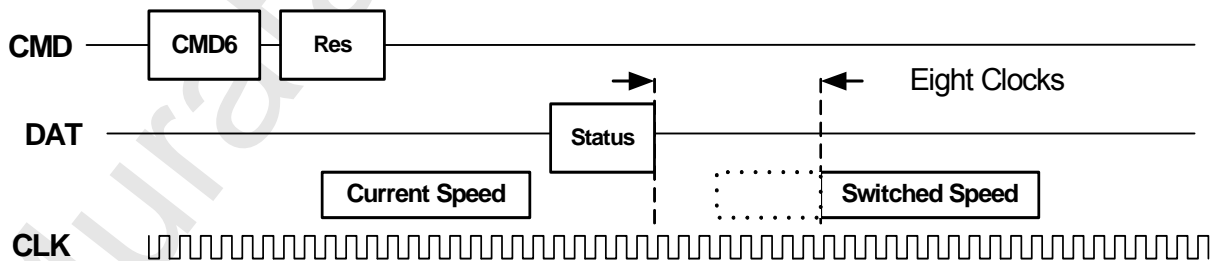 CMD CMD6 Res
Eight Clocks
DAT Status
Current Speed Switched Speed
CLK